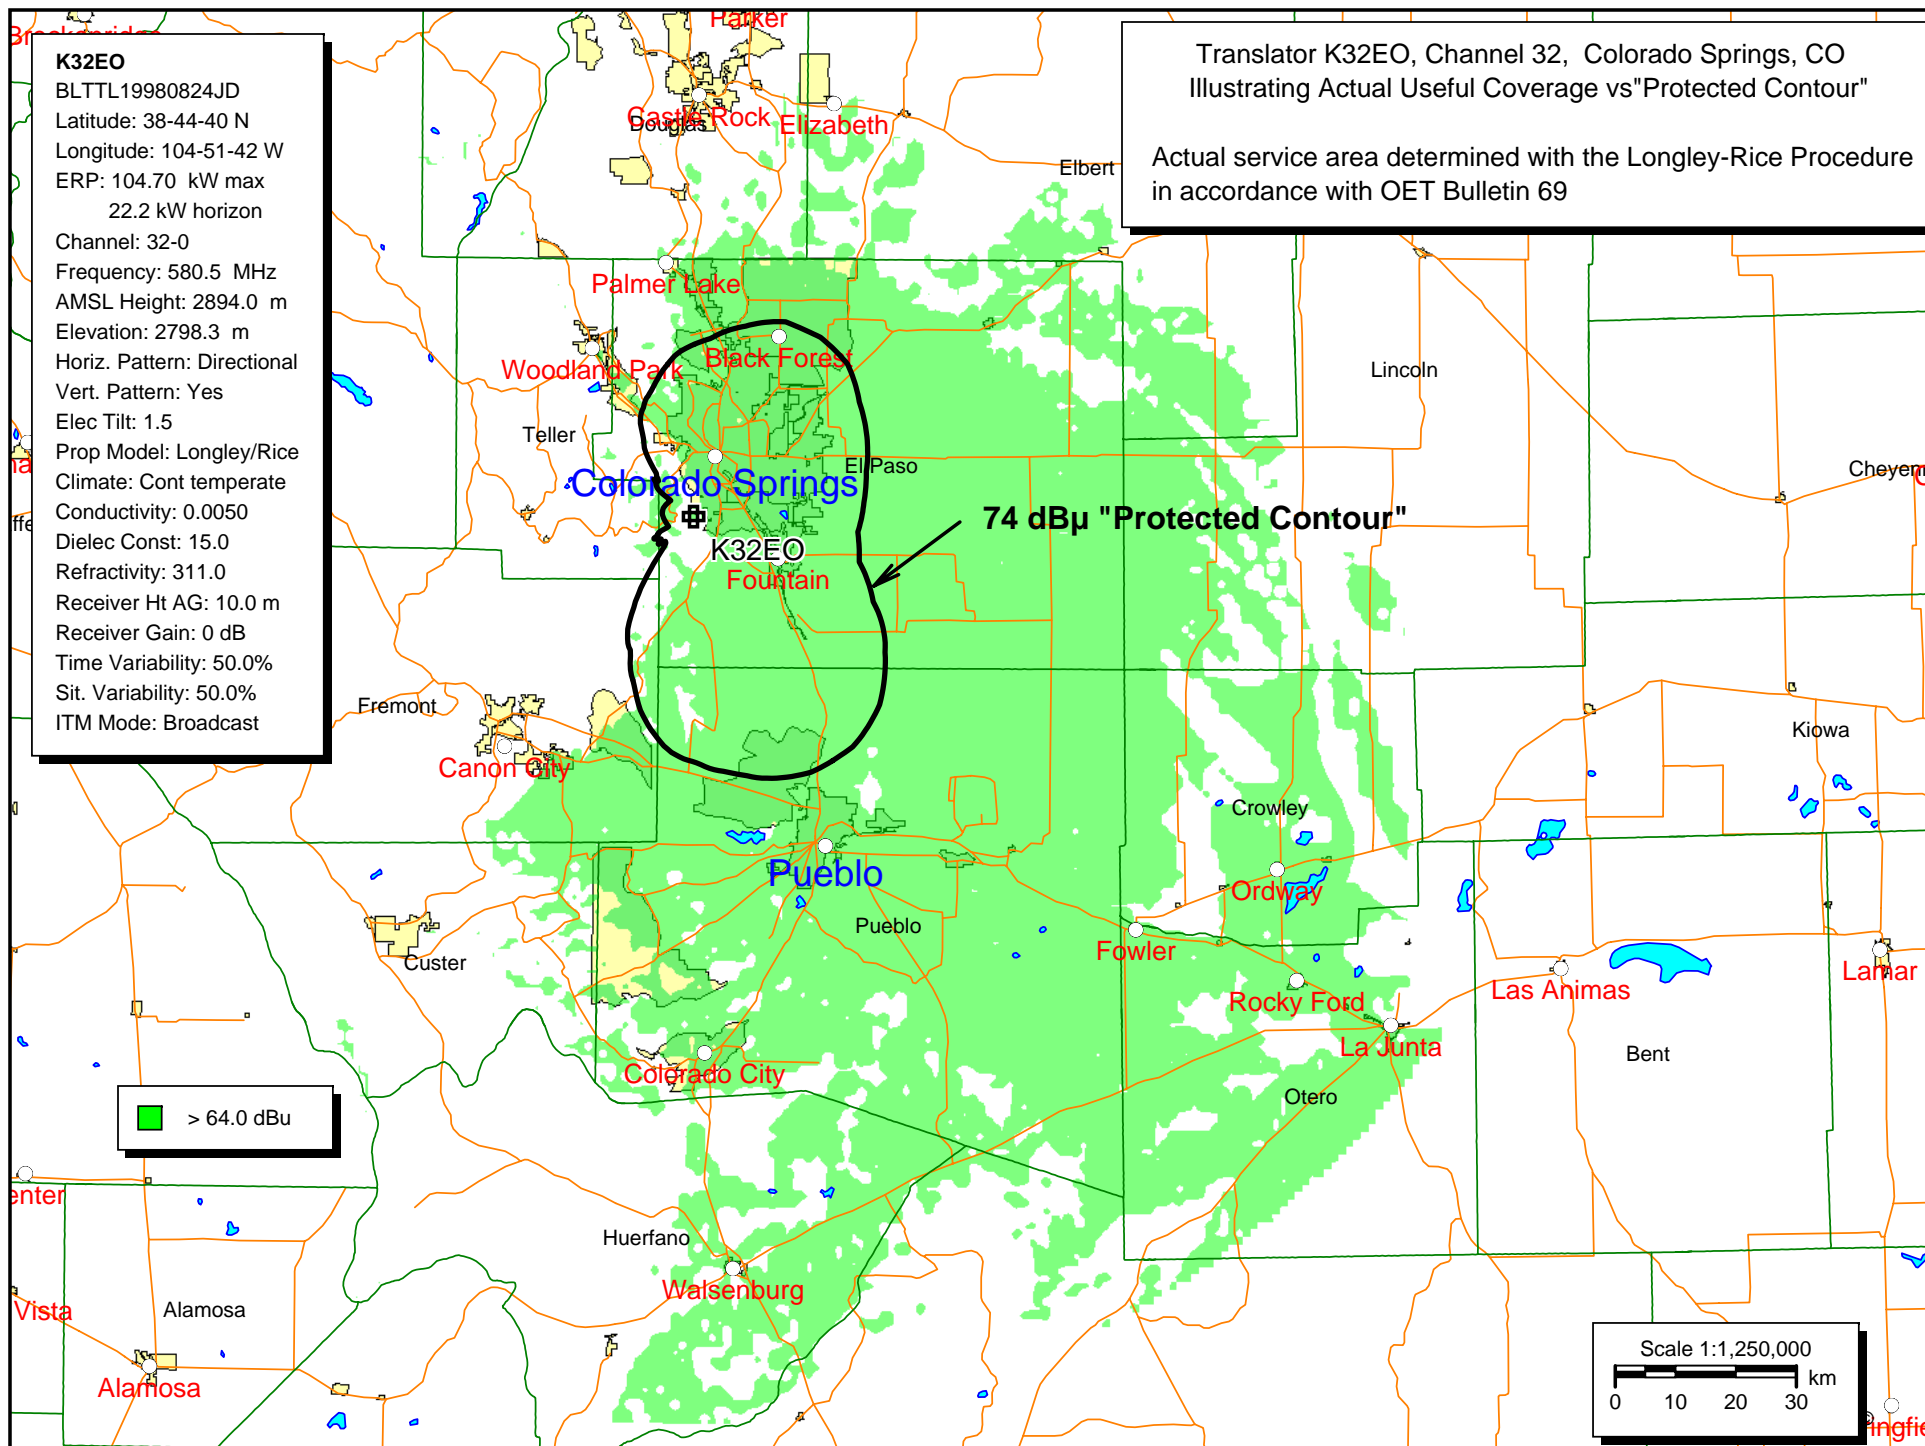 K32EO
BLTTL19980824JD
Latitude: 38-44-40 N
Longitude: 104-51-42 W
ERP: 104.70  kW max
22.2 kW horizon
Channel: 32-0
Frequency: 580.5  MHz
AMSL Height: 2894.0  m
Elevation: 2798.3  m
Horiz. Pattern: Directional
Vert. Pattern: Yes
Elec Tilt: 1.5
Prop Model: Longley/Rice
Climate: Cont temperate
Conductivity: 0.0050
Dielec Const: 15.0
Refractivity: 311.0
Receiver Ht AG: 10.0 m
Receiver Gain: 0 dB
Time Variability: 50.0%
Sit. Variability: 50.0%
ITM Mode: Broadcast
Translator K32EO, Channel 32,  Colorado Springs, CO
Illustrating Actual Useful Coverage vs"Protected Contour"
Actual service area determined with the Longley-Rice Procedure
in accordance with OET Bulletin 69
Parker
Castle Rock
Douglas
Elizabeth
Elbert
Palmer Lake
Black Forest
Woodland Park
Lincoln
Teller
El Paso
Cheyenn
Colorado Springs
74 dBµ "Protected Contour"
K32EO
Fountain
Fremont
Kiowa
Canon City
Crowley
Pueblo
Ordway
Pueblo
Fowler
Custer
Rocky Ford
Las Animas
Lamar
La Junta
Bent
Colorado City
Otero
> 64.0 dBu
enter
Huerfano
Walsenburg
Vista
Alamosa
Alamosa
Scale 1:1,250,000
km
0 10 20 30
ingfie